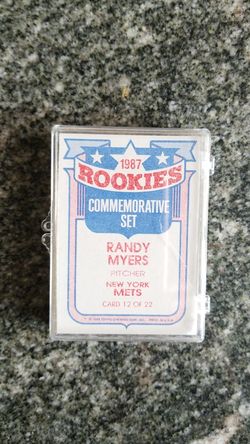 1987
ROOKIES
COMMEMORATIVE
SET
RANDY
MYERS
PITCHER
NEW YORK
METS
CARD 12 OF 22